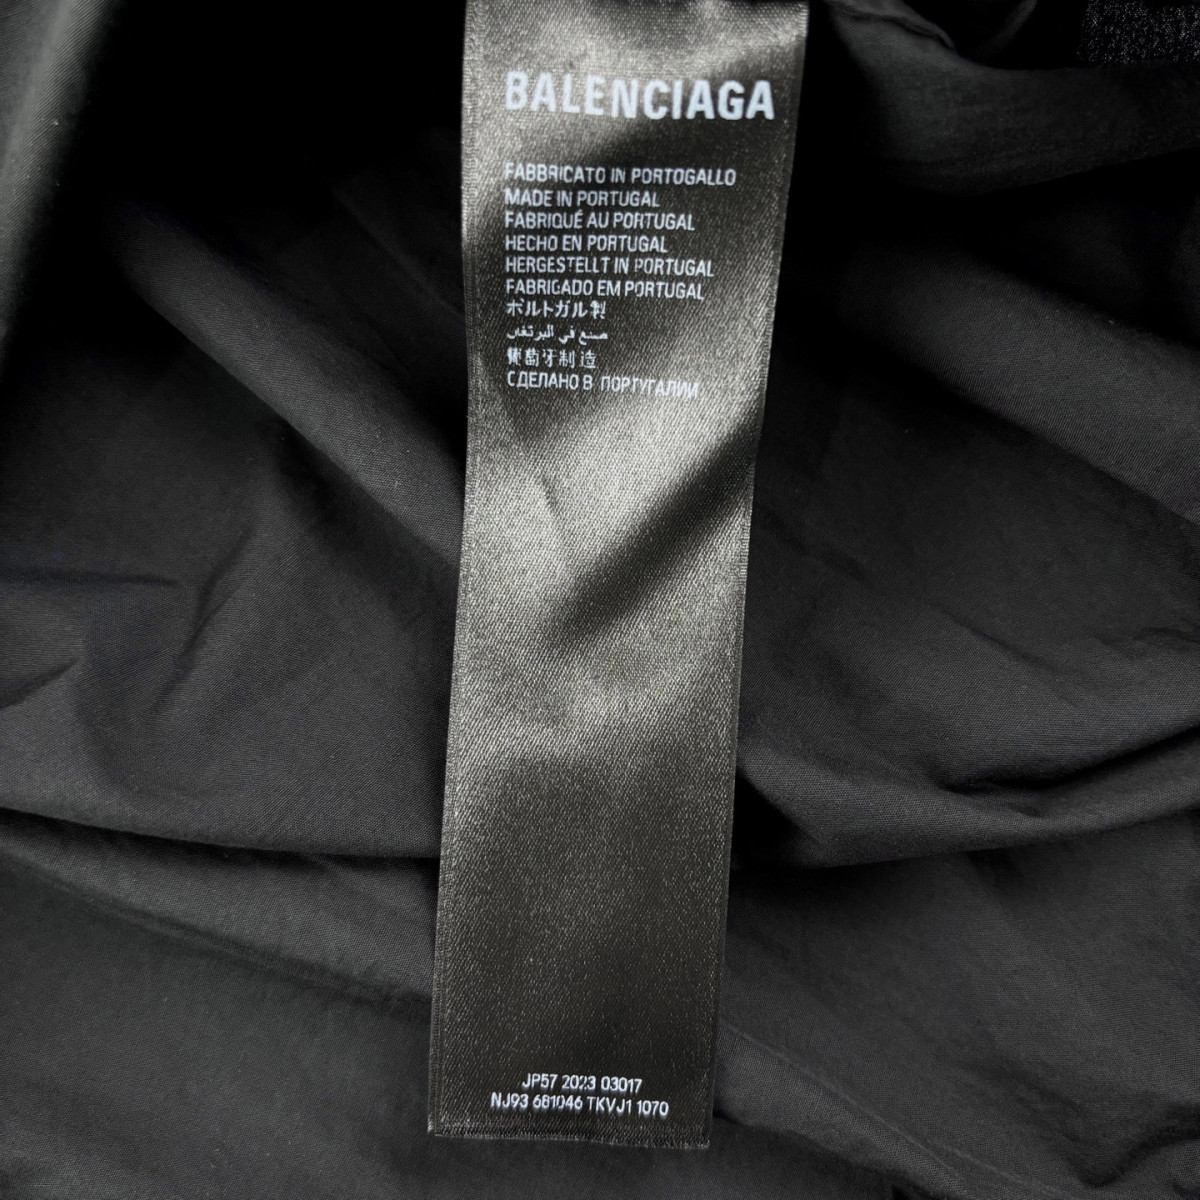 BALENCIAGA
FABBRICATO IN PORTOGALLO
MADE IN PORTUGAL
FABRIQUÉ AU PORTUGAL
HECHO EN PORTUGAL
HERGESTELLT IN PORTUGAL
FABRICADO EM PORTUGAL
ポルトガル製
صنع في البرتغال
葡萄牙制造
СДЕЛАНО В ПОРТУГАЛИИ
JP57 2023 03017
NJ93 681046 TKVJ1 1070